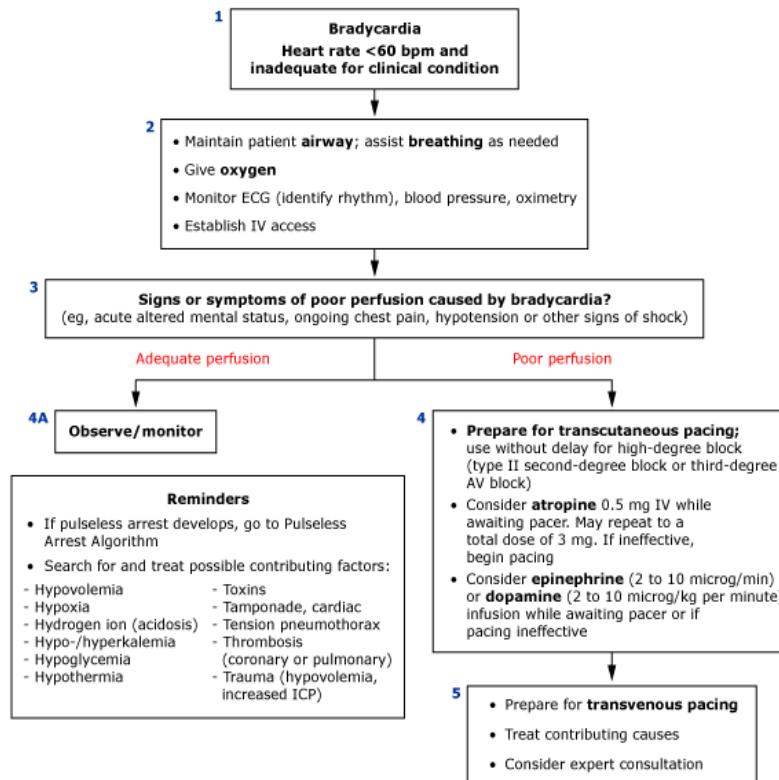 1
Bradycardia
Heart rate <60 bpm and
inadequate for clinical condition
2
• Maintain patient airway; assist breathing as needed
• Give oxygen
• Monitor ECG (identify rhythm), blood pressure, oximetry
• Establish IV access
3
Signs or symptoms of poor perfusion caused by bradycardia?
(eg, acute altered mental status, ongoing chest pain, hypotension or other signs of shock)
Adequate perfusion
Poor perfusion
4A
Observe/monitor
Reminders
• If pulseless arrest develops, go to Pulseless
Arrest Algorithm
• Search for and treat possible contributing factors:
- Hypovolemia
- Hypoxia
- Hydrogen ion (acidosis)
- Hypo-/hyperkalemia
- Hypoglycemia
- Hypothermia
- Toxins
- Tamponade, cardiac
- Tension pneumothorax
- Thrombosis
(coronary or pulmonary)
- Trauma (hypovolemia,
increased ICP)
4
• Prepare for transcutaneous pacing;
use without delay for high-degree block
(type II second-degree block or third-degree
AV block)
• Consider atropine 0.5 mg IV while
awaiting pacer. May repeat to a
total dose of 3 mg. If ineffective,
begin pacing
• Consider epinephrine (2 to 10 microg/min)
or dopamine (2 to 10 microg/kg per minute)
infusion while awaiting pacer or if
pacing ineffective
5
• Prepare for transvenous pacing
• Treat contributing causes
• Consider expert consultation